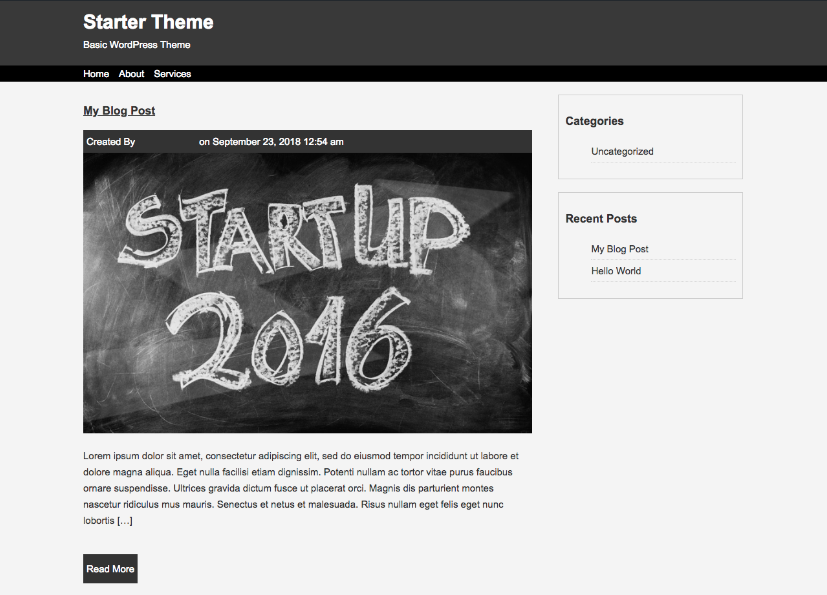 Starter Theme
Basic WordPress Theme
Home About Services
My Blog Post
Created By on September 23, 2018 12:54 am
STARTUP
2016
Lorem ipsum dolor sit amet, consectetur adipiscing elit, sed do eiusmod tempor incididunt ut labore et
dolore magna aliqua. Eget nulla facilisi etiam dignissim. Potenti nullam ac tortor vitae purus faucibus
ornare suspendisse. Ultrices gravida dictum fusce ut placerat orci. Magnis dis parturient montes
nascetur ridiculus mus mauris. Senectus et netus et malesuada. Risus nullam eget felis eget nunc
lobortis […]
Read More
Categories
Uncategorized
Recent Posts
My Blog Post
Hello World